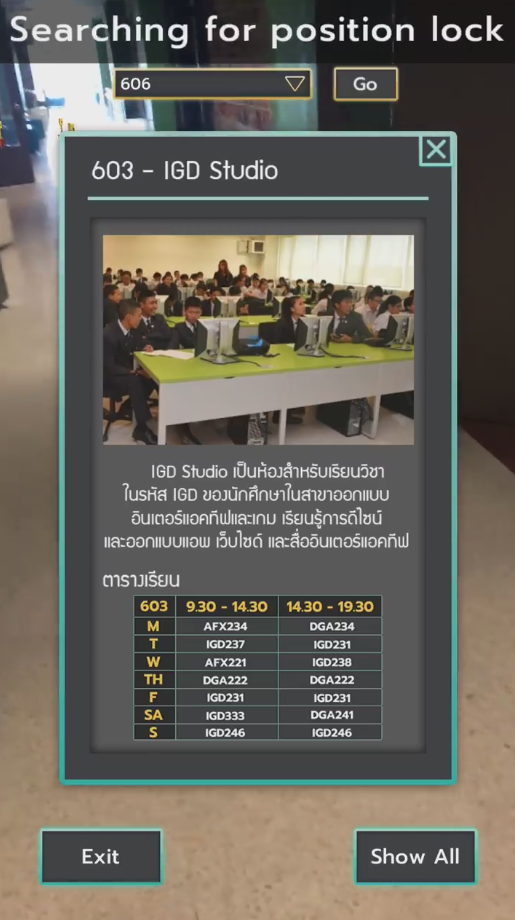 Searching for position lock
606
Go
603 - IGD Studio
IGD Studio เป็นห้องสำหรับเรียนวิชา
ในรหัส IGD ของนักศึกษาในสาขาออกแบบ
อินเตอร์แอคทีฟและเกม เรียนรู้การดีไซน์
และออกแบบแอพ เว็บไซต์ และสื่ออินเตอร์แอคทีฟ
ตารางเรียน
603 9.30 - 14.30 14.30 - 19.30
M AFX234 DGA234
T IGD237 IGD231
W AFX221 IGD238
TH DGA222 DGA222
F IGD231 IGD231
SA IGD333 DGA241
S IGD246 IGD246
Exit
Show All